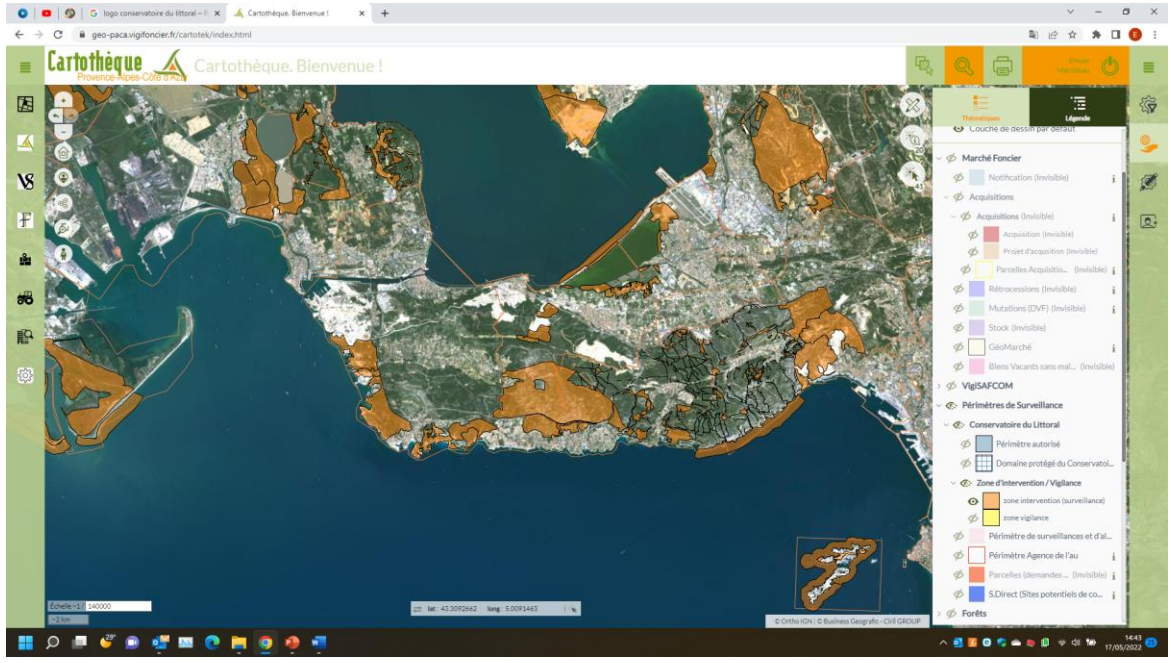 logo conservatoire du littoral – R
Cartothèque. Bienvenue !
geo-paca.vigifoncier.fr/cartotek/index.html
Cartothèque
Provence-Alpes-Côte d'Azur
Cartothèque. Bienvenue !
Thématiques
Légende
Couche de dessin par défaut
Marché Foncier
Notification (Invisible)
Acquisitions
Acquisitions (Invisible)
Acquisition (Invisible)
Projet d'acquisition (Invisible)
Parcelles Acquisitio... (Invisible)
Rétrocessions (Invisible)
Mutations (DVF) (Invisible)
Stock (Invisible)
GéoMarché
Biens Vacants sans maî... (Invisible)
VigiSAFCOM
Périmètres de Surveillance
Conservatoire du Littoral
Périmètre autorisé
Domaine protégé du Conservatoi...
Zone d'intervention / Vigilance
zone intervention (surveillance)
zone vigilance
Périmètre de surveillances et d'al...
Périmètre Agence de l'au
Parcelles (demandes ... (Invisible)
S.Direct (Sites potentiels de co...
Forêts
20
41
Echelle ~1 / 140000
~2 km
lat : 43.3092662 long : 5.0091463
© Ortho IGN | © Business Geografic - Ciril GROUP
29°
14:43
17/05/2022